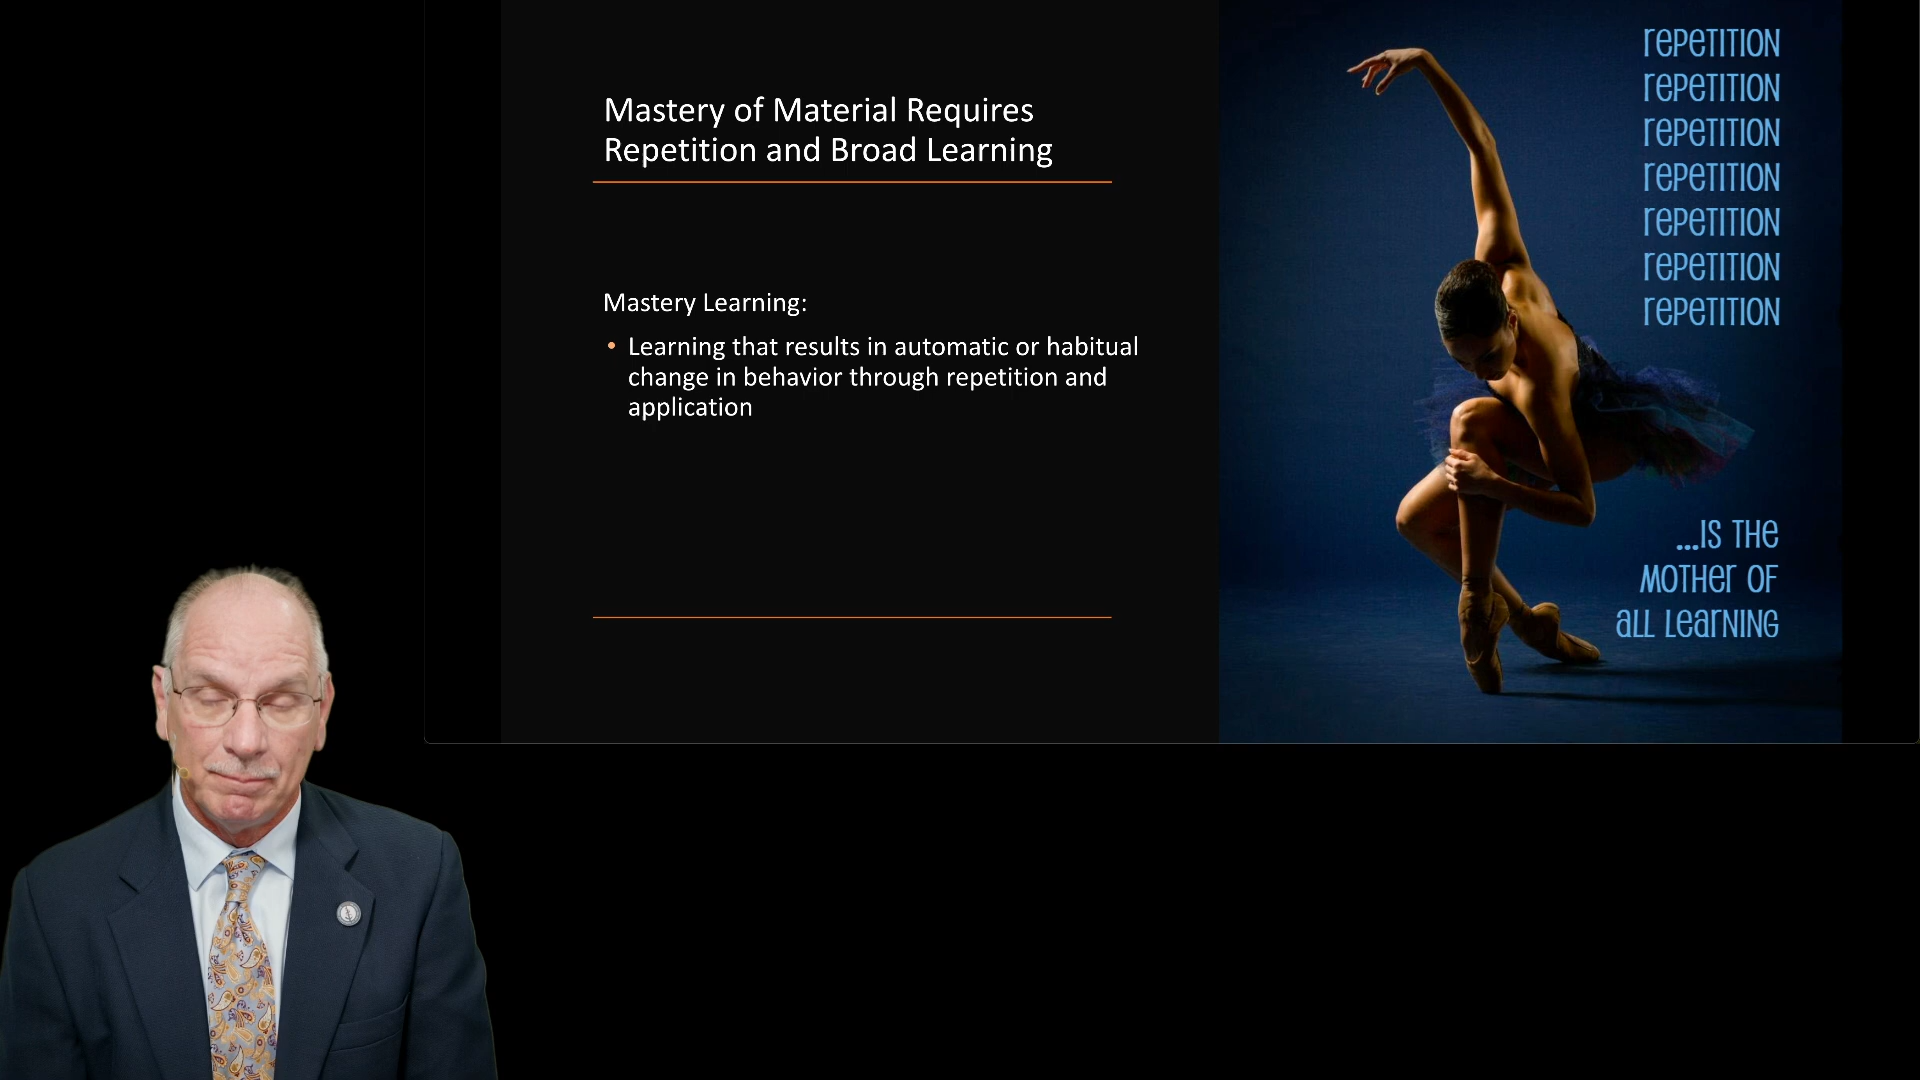 Mastery of Material Requires
Repetition and Broad Learning
Mastery Learning:
• Learning that results in automatic or habitual
change in behavior through repetition and
application
rePeTITION
rePeTITION
rePeTITION
rePeTITION
rePeTITION
rePeTITION
rePeTITION
...IS THe
MOTHer OF
aLL LearNING